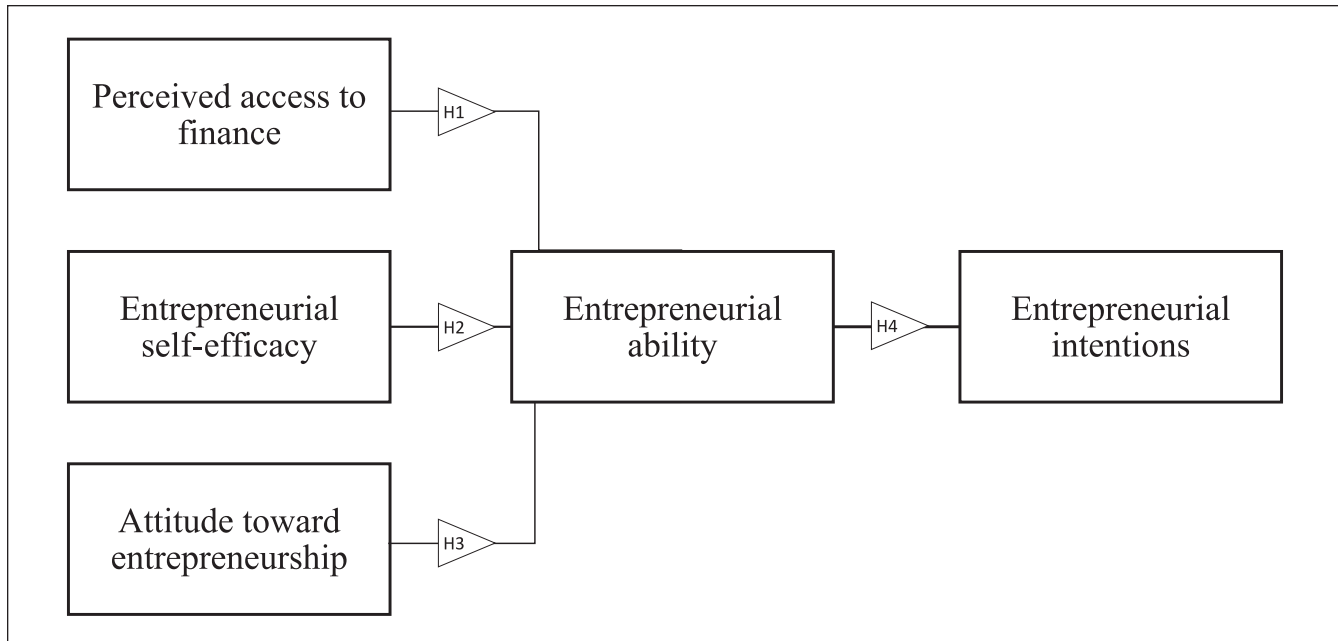 Perceived access to
finance
H1
Entrepreneurial
self-efficacy
H2
Entrepreneurial
ability
H4
Entrepreneurial
intentions
Attitude toward
entrepreneurship
H3